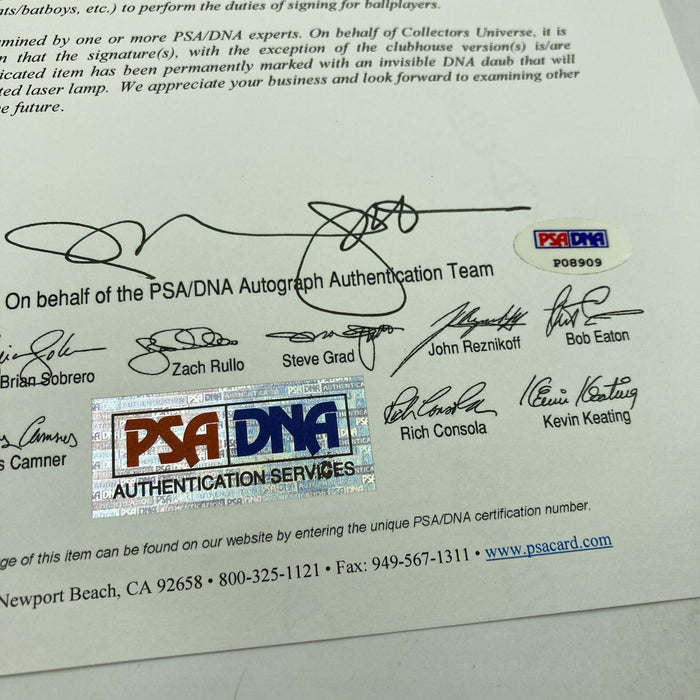 nts/batboys, etc.) to perform the duties of signing for ballplayers.
mined by one or more PSA/DNA experts. On behalf of Collectors Universe, it is
n that the signature(s), with the exception of the clubhouse version(s) is/are
icated item has been permanently marked with an invisible DNA daub that will
ted laser lamp. We appreciate your business and look forward to examining other
e future.
PSA DNA
P08909
On behalf of the PSA/DNA Autograph Authentication Team
Brian Sobrero
Zach Rullo
Steve Grad
John Reznikoff
Bob Eaton
s Camner
Rich Consola
Kevin Keating
PSA DNA
AUTHENTICATION SERVICES
ge of this item can be found on our website by entering the unique PSA/DNA certification number.
Newport Beach, CA 92658 • 800-325-1121 • Fax: 949-567-1311 • www.psacard.com